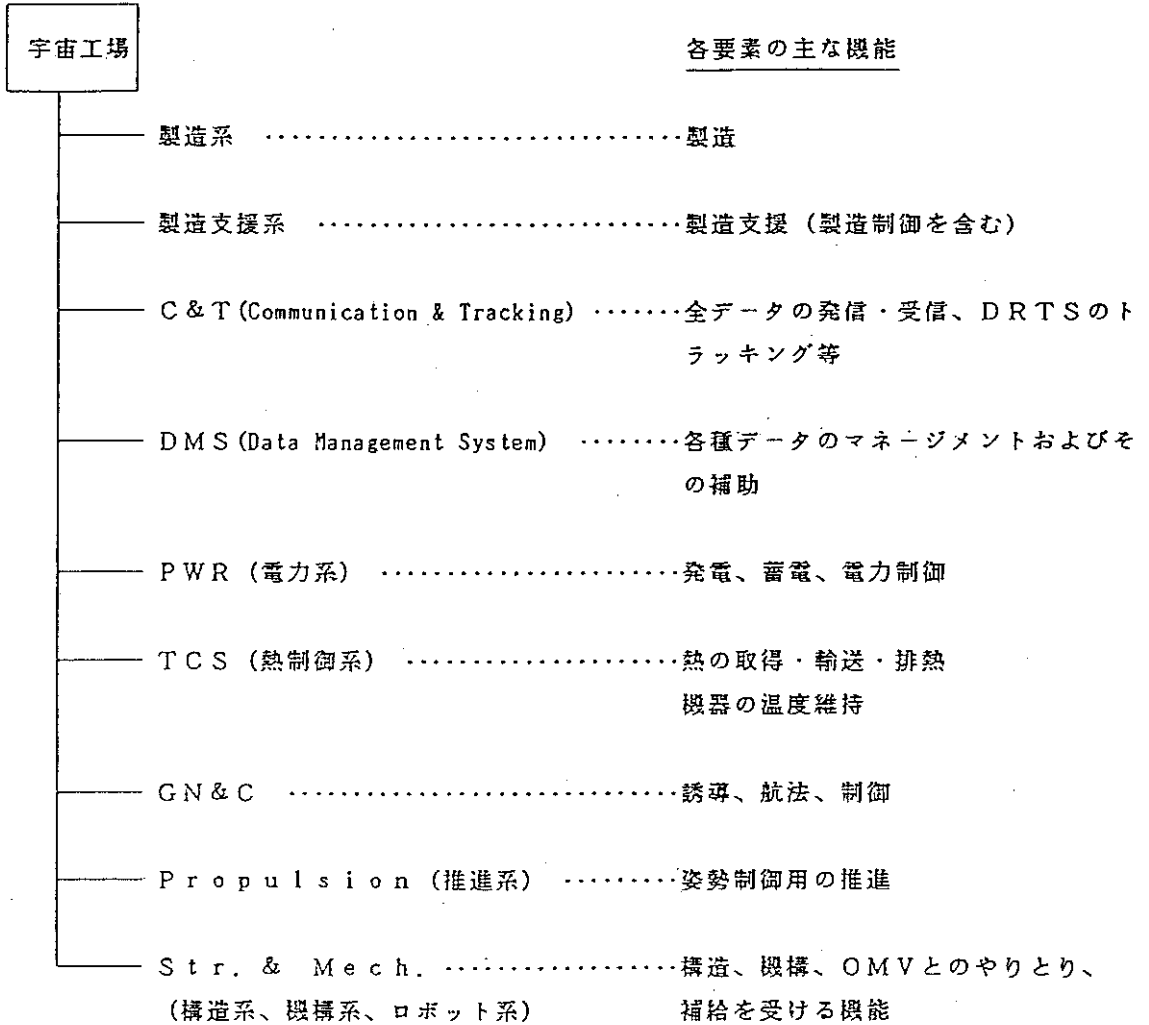 宇宙工場 各要素の主な機能
製造系 ・・・・・・・・・・・・・・・・・・・・・・・・・・・・・・・・製造
製造支援系 ・・・・・・・・・・・・・・・・・・・・・・・・・・・・製造支援（製造制御を含む）
C&T(Communication & Tracking) ・・・・・・・全データの発信・受信、DRTSのト
ラッキング等
DMS(Data Management System) ・・・・・・・・各種データのマネージメントおよびそ
の補助
PWR（電力系） ・・・・・・・・・・・・・・・・・・・・・・・発電、蓄電、電力制御
TCS（熱制御系） ・・・・・・・・・・・・・・・・・・・・・熱の取得・輸送・排熱
機器の温度維持
GN&C ・・・・・・・・・・・・・・・・・・・・・・・・・・・・・・誘導、航法、制御
Propulsion（推進系） ・・・・・・・・・姿勢制御用の推進
Str. & Mech. ・・・・・・・・・・・・・・・・・・構造、機構、OMVとのやりとり、
（構造系、機構系、ロボット系） 補給を受ける機能